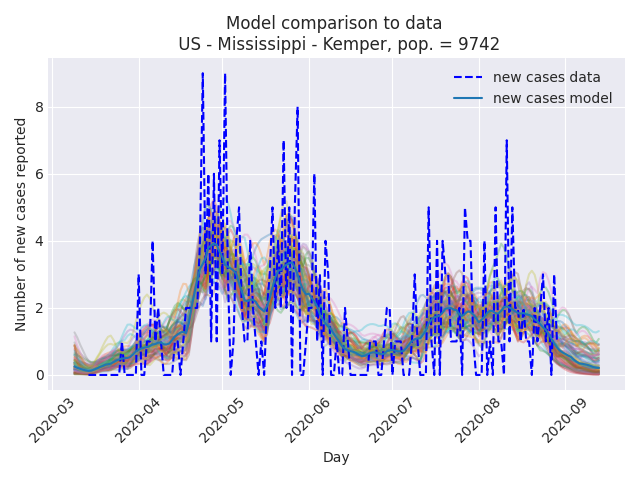 Model comparison to data
US - Mississippi - Kemper, pop. = 9742
new cases data
new cases model
Number of new cases reported
8
6
4
2
0
2020-03
2020-04
2020-05
2020-06
2020-07
2020-08
2020-09
Day